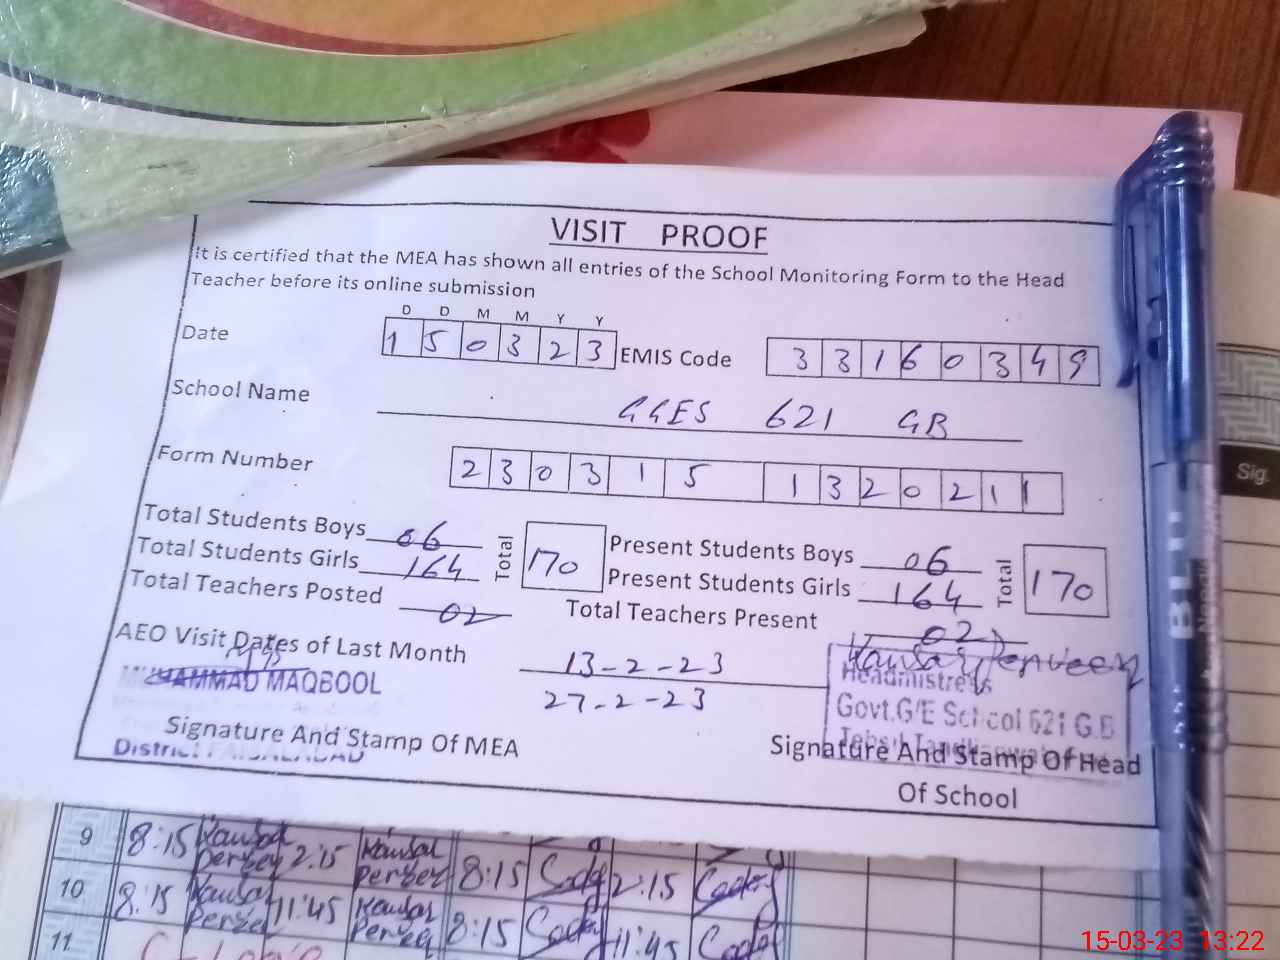 VISIT PROOF
It is certified that the MEA has shown all entries of the School Monitoring Form to the Head
Teacher before its online submission
D D M M Y Y
Date 1 5 0 3 2 3 EMIS Code 3 3 1 6 0 3 4 9
School Name GGES 621 GB
Form Number 2 3 0 3 1 5 1 3 2 0 2 1 1
Total Students Boys 06 Total 170 Present Students Boys 06 Total 170
Total Students Girls 164 Present Students Girls 164
Total Teachers Posted 02 Total Teachers Present 02
AEO Visit Dates of Last Month 13-2-23
27-2-23
MUHAMMAD MAQBOOL
Headmistress
Govt.G/E School 621 G.B
Signature And Stamp Of MEA
District FAISALABAD
Signature And Stamp Of Head
Of School
Sig.
9 8:15 Kausar 2:15 Kausar 8:15 2:15
10 8:15 Kausar 11:45 Kausar 8:15 11:45
11
15-03-23 13:22